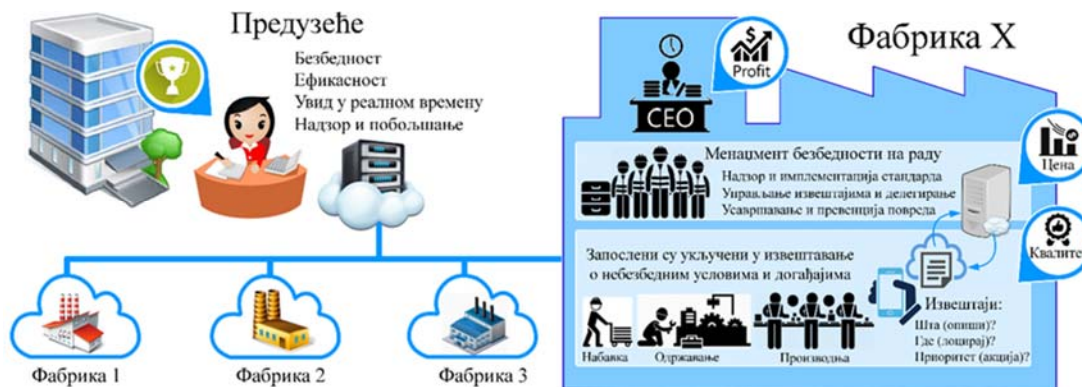 Предузеће
Безбедност
Ефикасност
Увид у реалном времену
Надзор и побољшање
Фабрика 1
Фабрика 2
Фабрика 3
Фабрика X
$
Profit
CEO
Цена
Менаџмент безбедности на раду
Надзор и имплементација стандарда
Управљање извештајима и делегирање
Усавршавање и превенција повреда
Квалитет
Запослени су укључени у извештавање
о небезбедним условима и догађајима
Набавка
Одржавање
Производња
Извештаји:
Шта (опиши)?
Где (лоцирај)?
Приоритет (акција)?